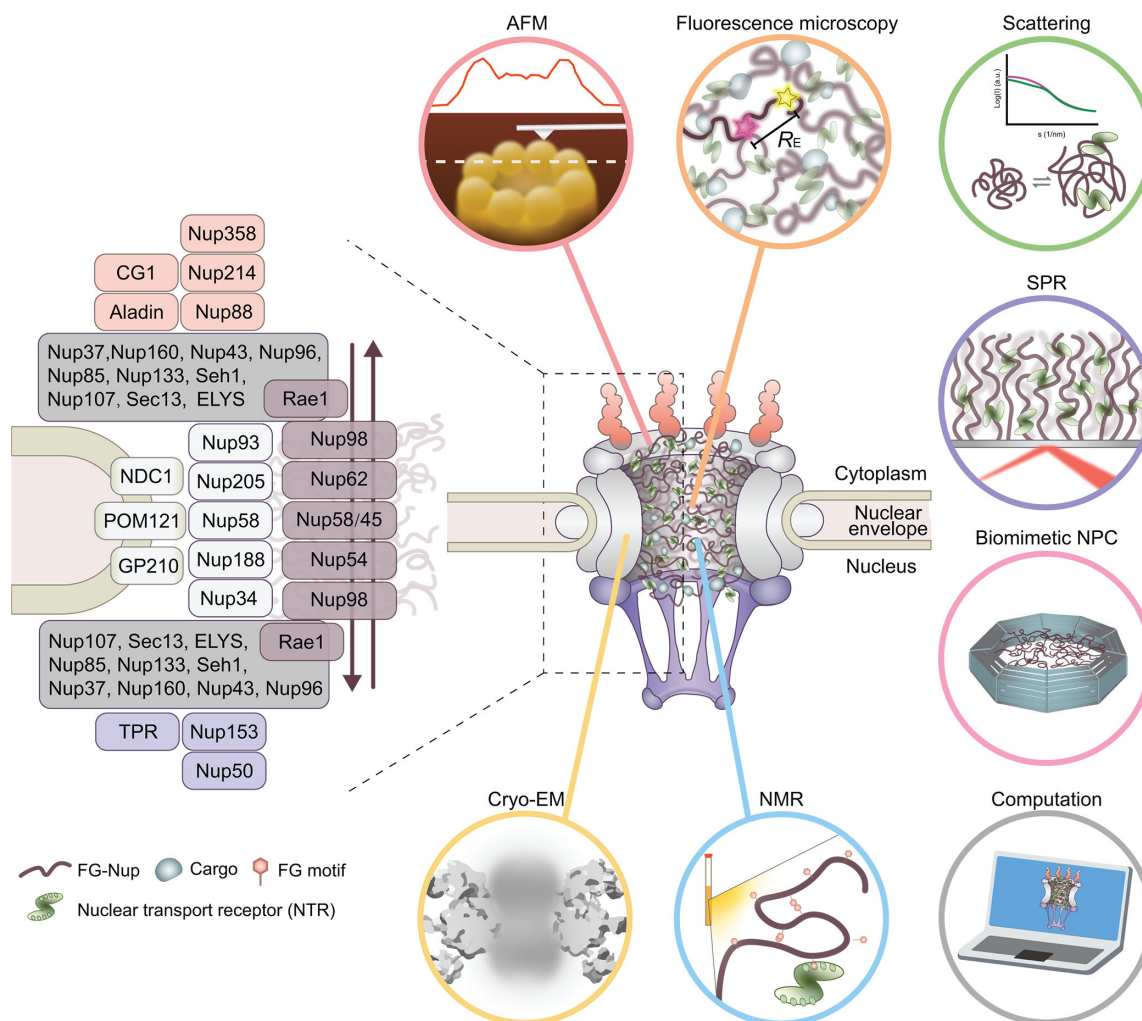 AFM
Fluorescence microscopy
Scattering
R_E
Log(I) (a.u.)
s (1/nm)
Nup358
CG1
Nup214
Aladin
Nup88
Nup37,Nup160, Nup43, Nup96,
Nup85, Nup133, Seh1,
Nup107, Sec13, ELYS
Rae1
Nup93
Nup98
NDC1
Nup205
Nup62
POM121
Nup58
Nup58/45
GP210
Nup188
Nup54
Nup34
Nup98
Nup107, Sec13, ELYS,
Nup85, Nup133, Seh1,
Nup37, Nup160, Nup43, Nup96
Rae1
TPR
Nup153
Nup50
Cytoplasm
Nuclear
envelope
Nucleus
SPR
Biomimetic NPC
Cryo-EM
NMR
Computation
FG-Nup
Cargo
FG motif
Nuclear transport receptor (NTR)